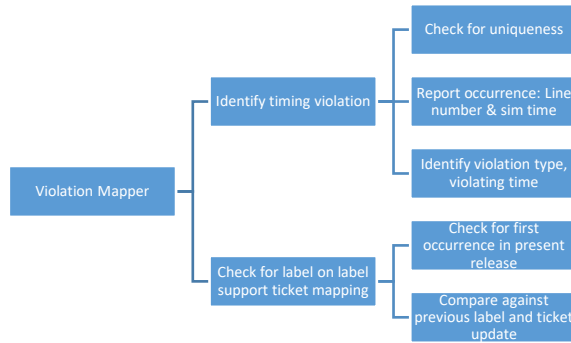 Check for uniqueness
Identify timing violation
Report occurrence: Line
number & sim time
Identify violation type,
violating time
Violation Mapper
Check for label on label
support ticket mapping
Check for first
occurrence in present
release
Compare against
previous label and ticket
update